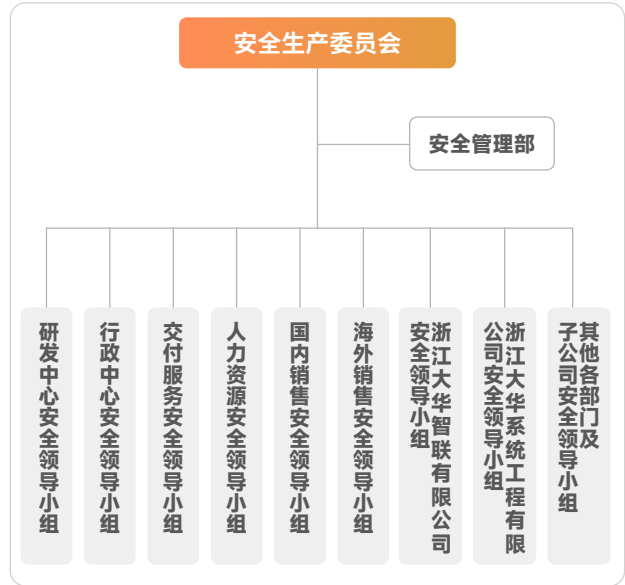 安全生产委员会
安全管理部
研发中心安全领导小组
行政中心安全领导小组
交付服务安全领导小组
人力资源安全领导小组
国内销售安全领导小组
海外销售安全领导小组
浙江大华智联有限公司
安全领导小组
浙江大华系统工程有限
公司安全领导小组
其他各部门及
子公司安全领导小组